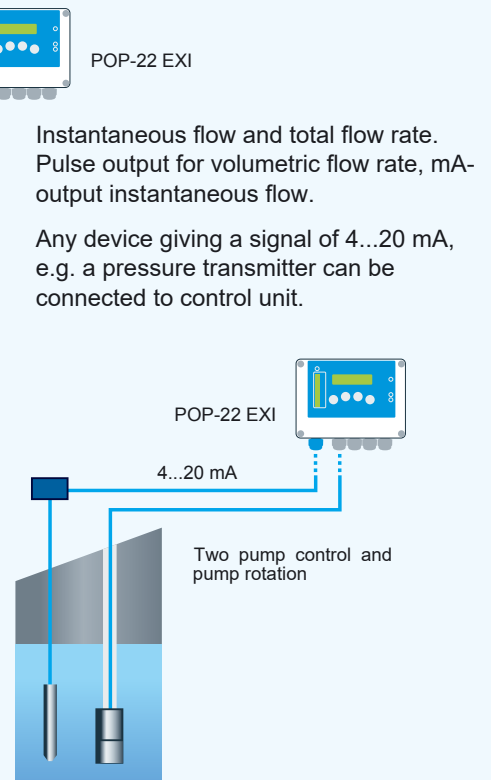 POP-22 EXI
Instantaneous flow and total flow rate.
Pulse output for volumetric flow rate, mA-
output instantaneous flow.
Any device giving a signal of 4...20 mA,
e.g. a pressure transmitter can be
connected to control unit.
POP-22 EXI
4...20 mA
Two pump control and
pump rotation